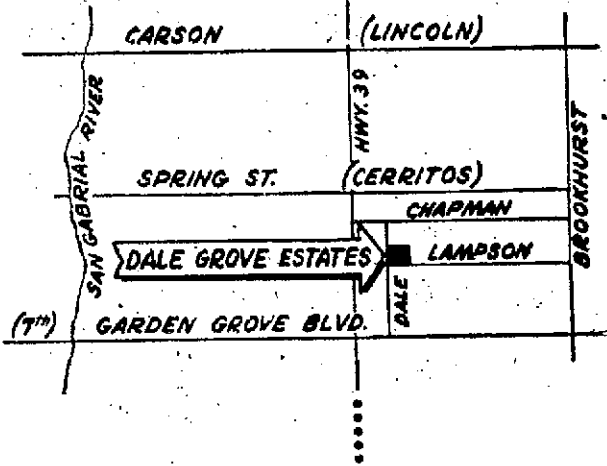 CARSON (LINCOLN)
SAN GABRIAL RIVER
HWY. 39
BROOKHURST
SPRING ST. (CERRITOS)
CHAPMAN
DALE GROVE ESTATES
LAMPSON
DALE
(7th) GARDEN GROVE BLVD.